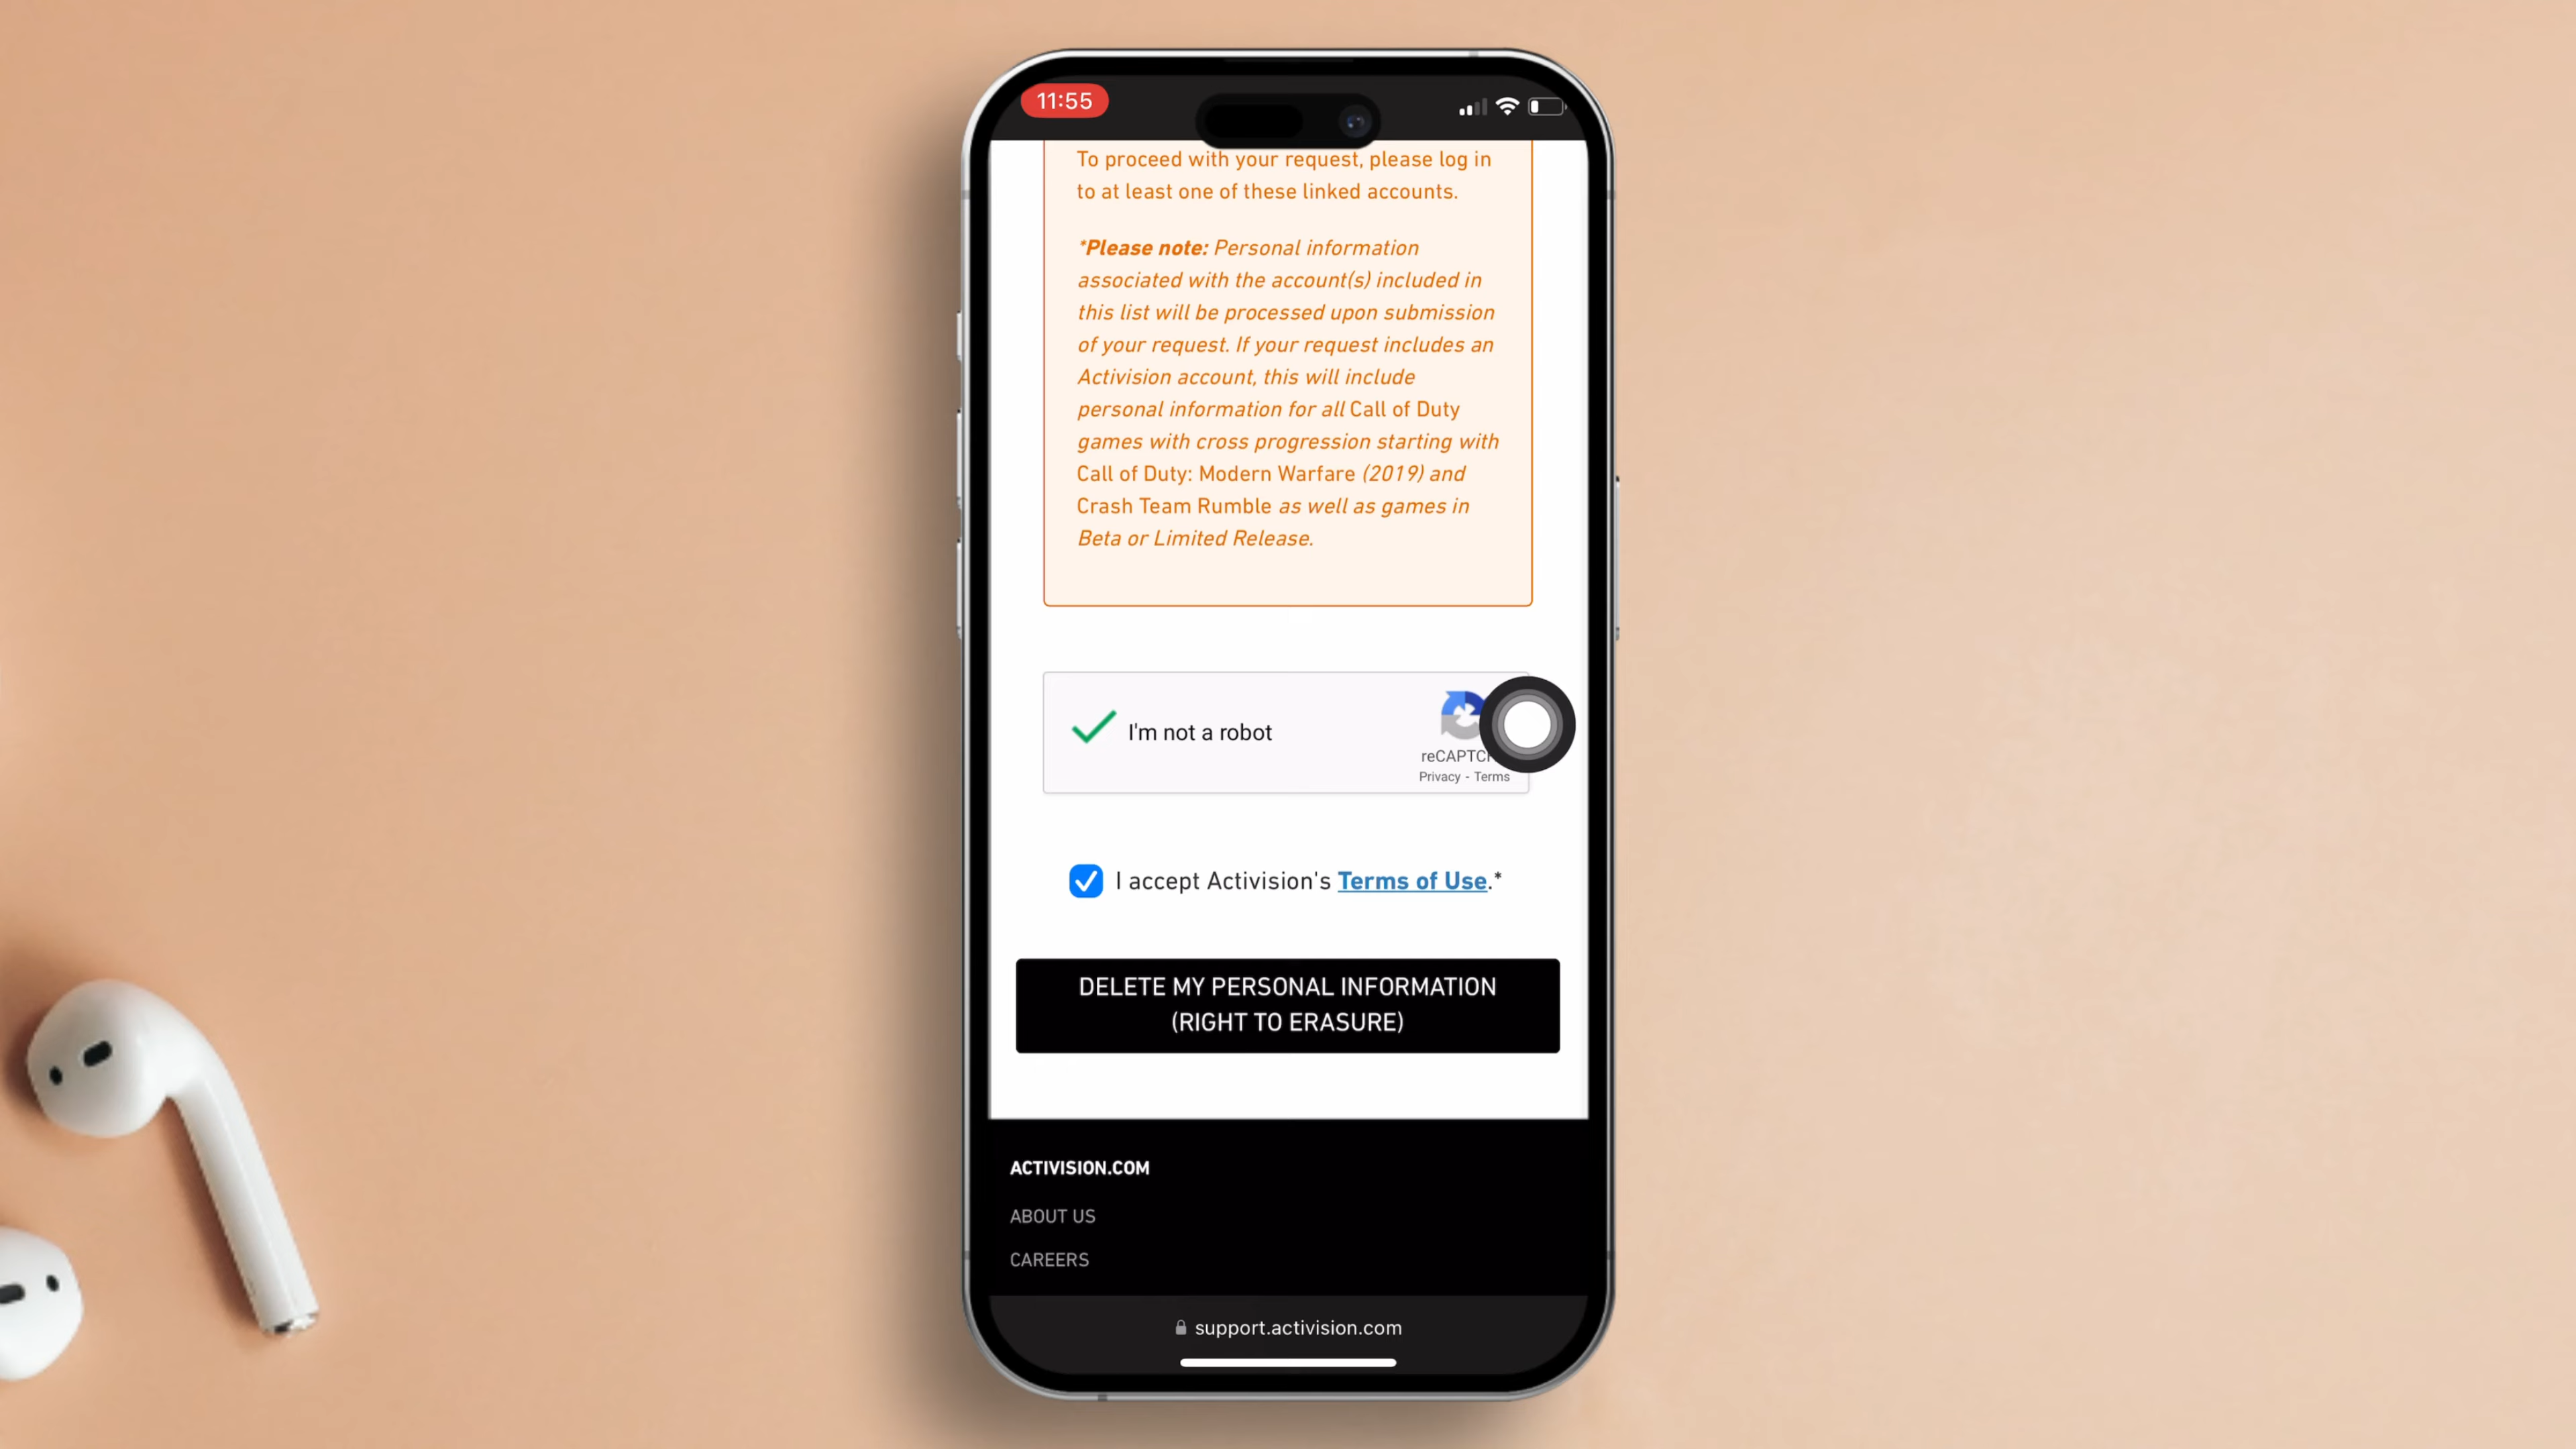 11:55
To proceed with your request, please log in
to at least one of these linked accounts.
*Please note: Personal information
associated with the account(s) included in
this list will be processed upon submission
of your request. If your request includes an
Activision account, this will include
personal information for all Call of Duty
games with cross progression starting with
Call of Duty: Modern Warfare (2019) and
Crash Team Rumble as well as games in
Beta or Limited Release.
I'm not a robot
Privacy - Terms
I accept Activision's Terms of Use.*
DELETE MY PERSONAL INFORMATION
(RIGHT TO ERASURE)
ACTIVISION.COM
ABOUT US
CAREERS
support.activision.com